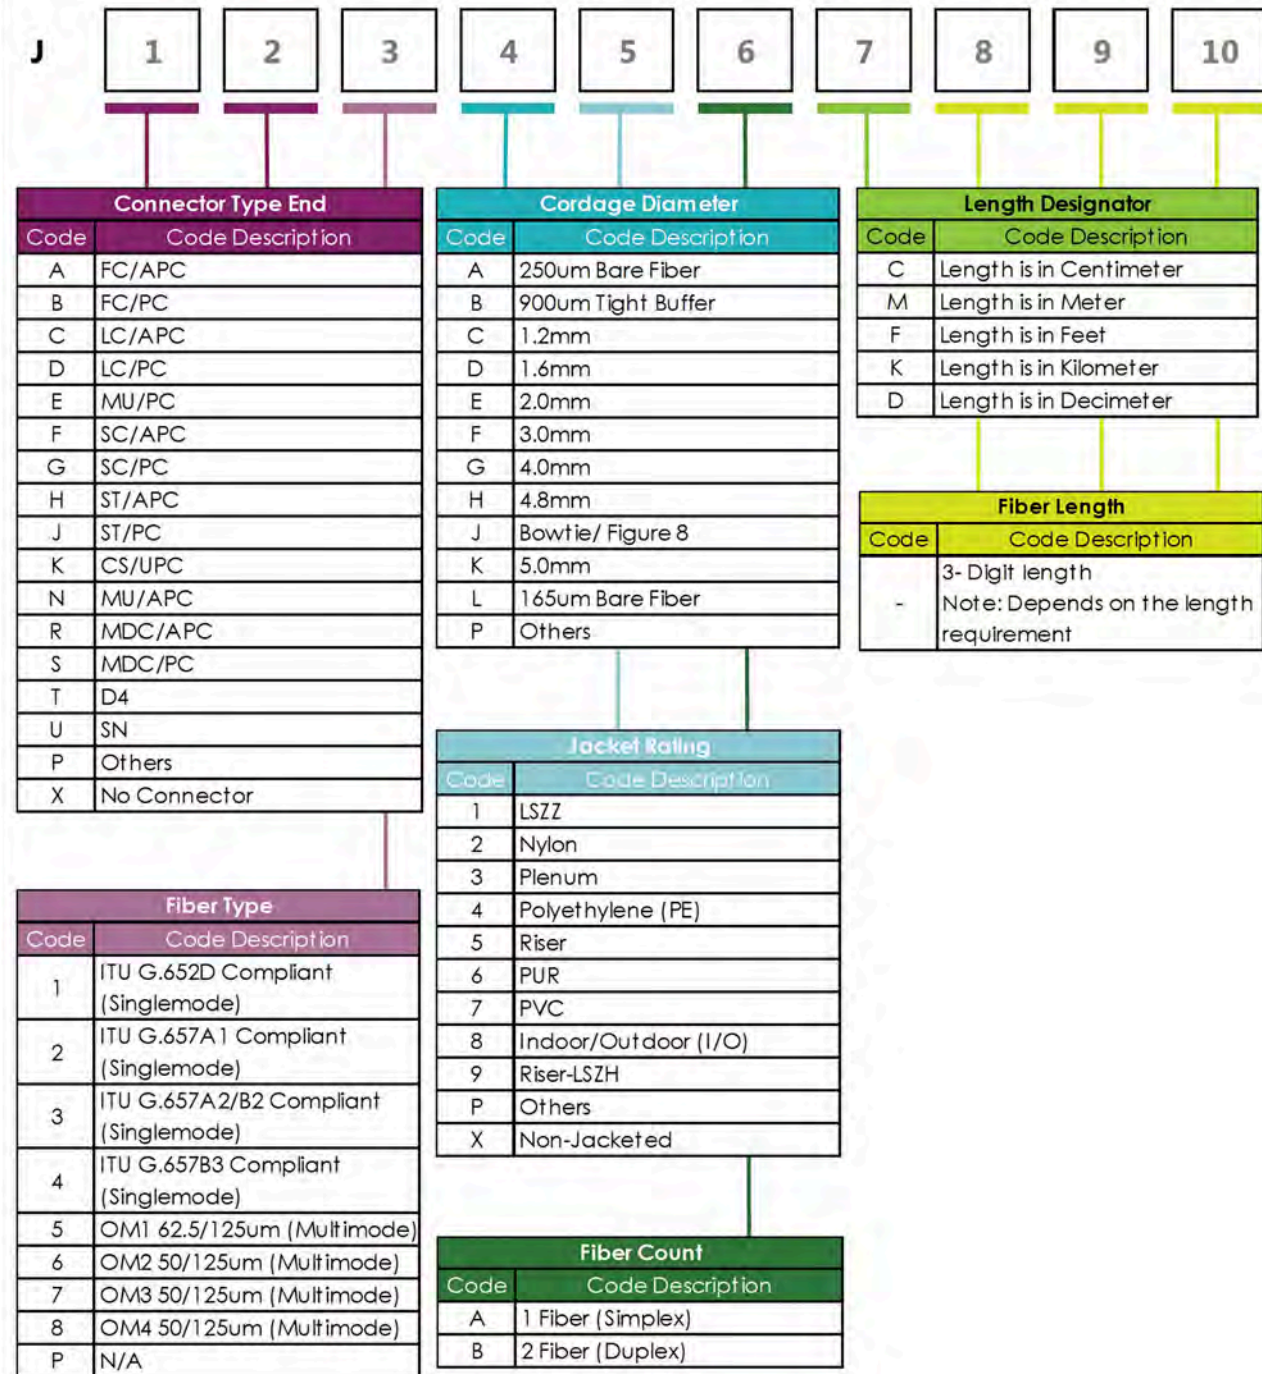 J 1 2 3 4 5 6 7 8 9 10
Connector Type End
Code Code Description
A FC/APC
B FC/PC
C LC/APC
D LC/PC
E MU/PC
F SC/APC
G SC/PC
H ST/APC
J ST/PC
K CS/UPC
N MU/APC
R MDC/APC
S MDC/PC
T D4
U SN
P Others
X No Connector
Fiber Type
Code Code Description
1 ITU G.652D Compliant
(Singlemode)
2 ITU G.657A1 Compliant
(Singlemode)
3 ITU G.657A2/B2 Compliant
(Singlemode)
4 ITU G.657B3 Compliant
(Singlemode)
5 OM1 62.5/125um (Multimode)
6 OM2 50/125um (Multimode)
7 OM3 50/125um (Multimode)
8 OM4 50/125um (Multimode)
P N/A
Cordage Diameter
Code Code Description
A 250um Bare Fiber
B 900um Tight Buffer
C 1.2mm
D 1.6mm
E 2.0mm
F 3.0mm
G 4.0mm
H 4.8mm
J Bowtie/ Figure 8
K 5.0mm
L 165um Bare Fiber
P Others
Jacket Rating
Code Code Description
1 LSZZ
2 Nylon
3 Plenum
4 Polyethylene (PE)
5 Riser
6 PUR
7 PVC
8 Indoor/Outdoor (I/O)
9 Riser-LSZH
P Others
X Non-Jacketed
Fiber Count
Code Code Description
A 1 Fiber (Simplex)
B 2 Fiber (Duplex)
Length Designator
Code Code Description
C Length is in Centimeter
M Length is in Meter
F Length is in Feet
K Length is in Kilometer
D Length is in Decimeter
Fiber Length
Code Code Description
3- Digit length
- Note: Depends on the length
requirement